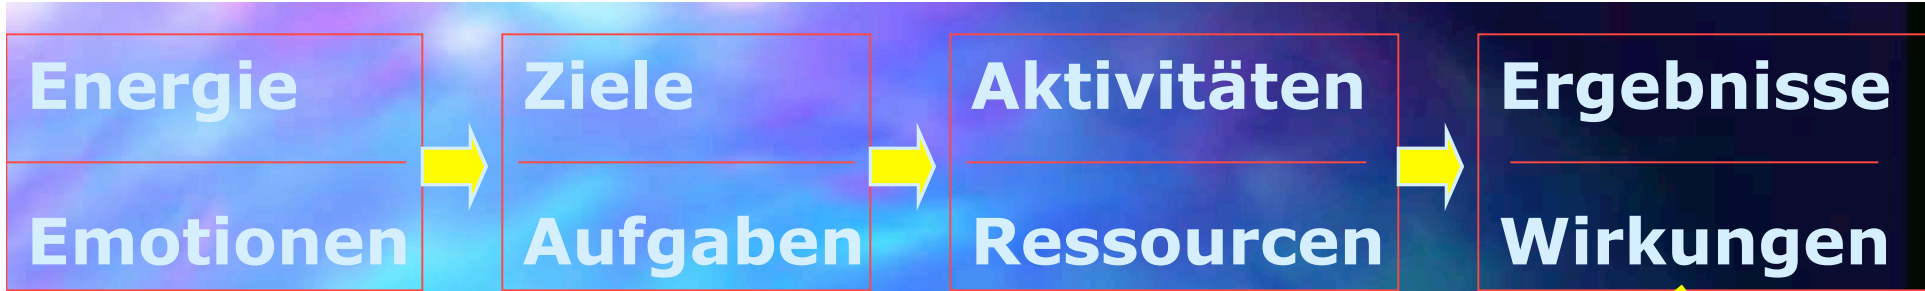 Energie
Emotionen
Ziele
Aufgaben
Aktivitäten
Ressourcen
Ergebnisse
Wirkungen